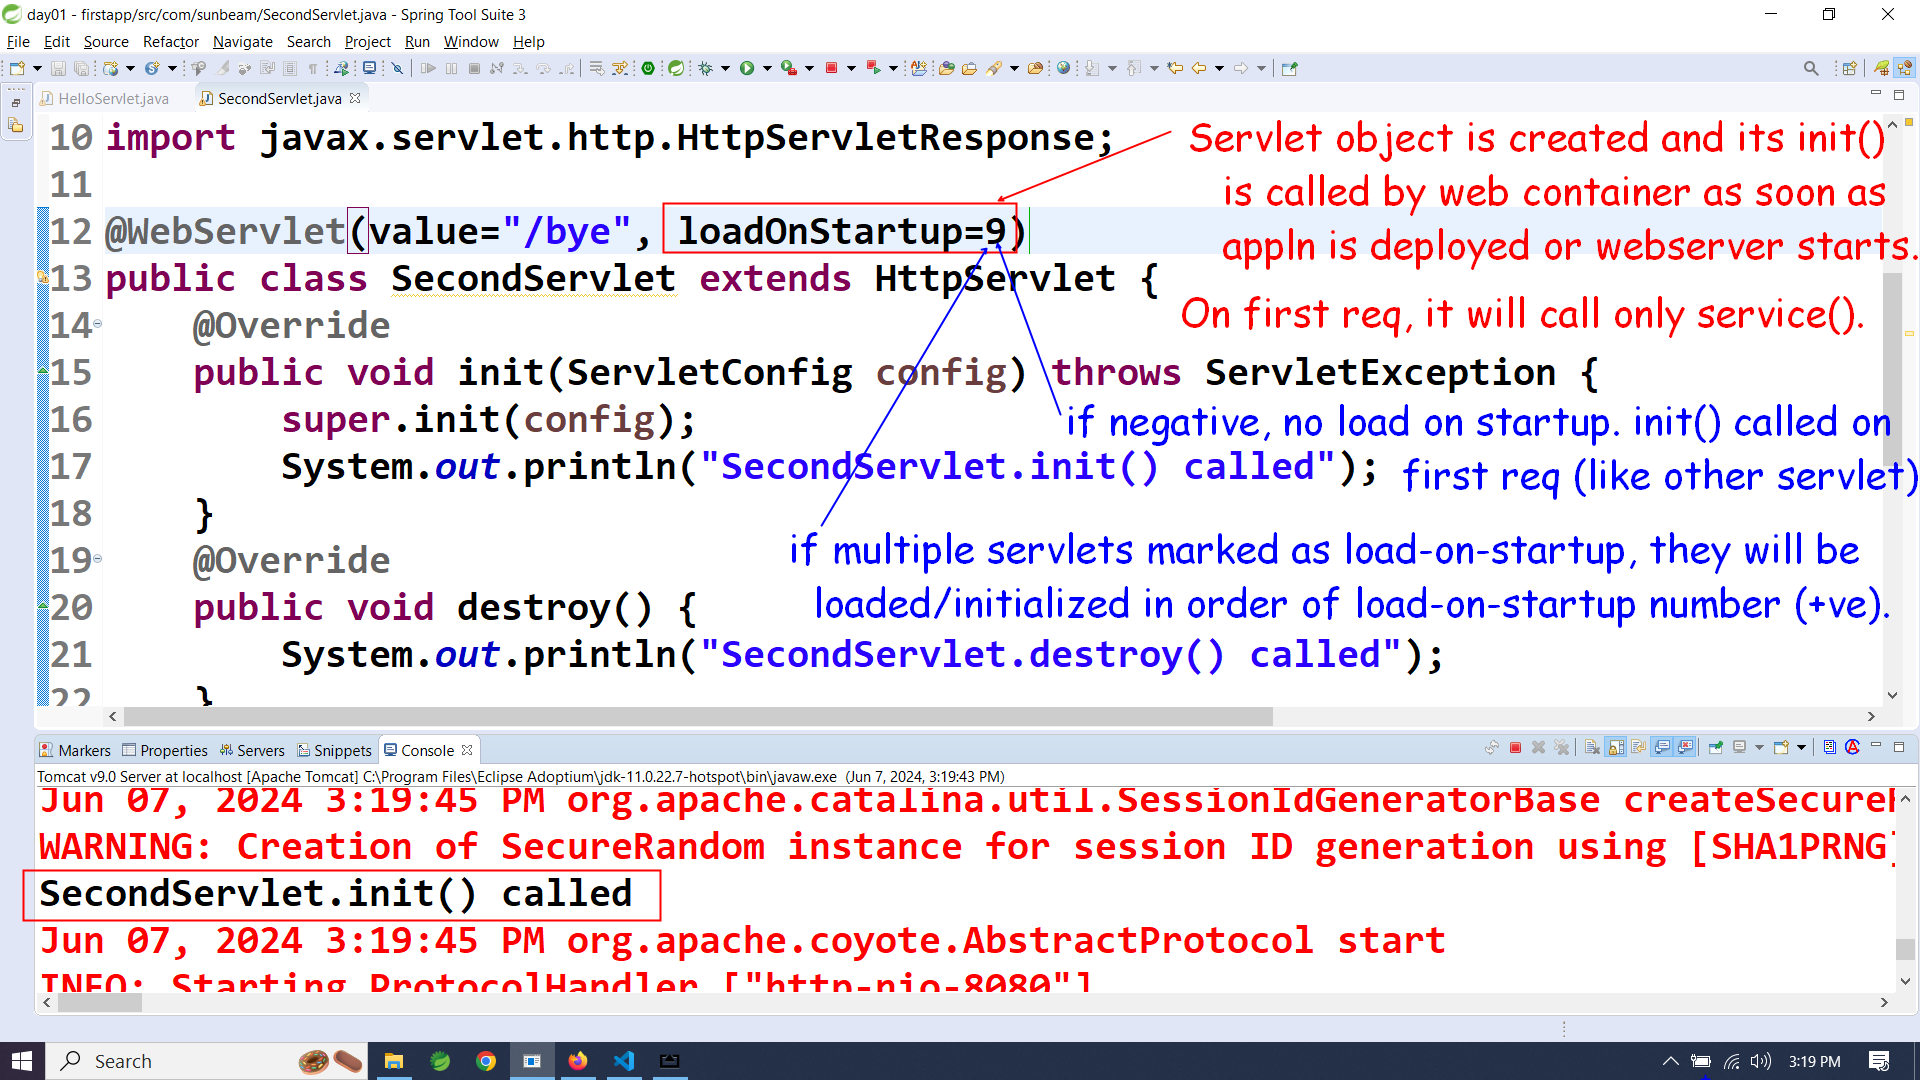 day01 - firstapp/src/com/sunbeam/SecondServlet.java - Spring Tool Suite 3
File Edit Source Refactor Navigate Search Project Run Window Help
HelloServlet.java SecondServlet.java
10 import javax.servlet.http.HttpServletResponse;
11
12 @WebServlet(value="/bye", loadOnStartup=9)
13 public class SecondServlet extends HttpServlet {
14 @Override
15 public void init(ServletConfig config) throws ServletException {
16 super.init(config);
17 System.out.println("SecondServlet.init() called");
18 }
19 @Override
20 public void destroy() {
21 System.out.println("SecondServlet.destroy() called");
22 }
Servlet object is created and its init()
is called by web container as soon as
appln is deployed or webserver starts.
On first req, it will call only service().
if negative, no load on startup. init() called on
first req (like other servlet)
if multiple servlets marked as load-on-startup, they will be
loaded/initialized in order of load-on-startup number (+ve).
Markers Properties Servers Snippets Console
Tomcat v9.0 Server at localhost [Apache Tomcat] C:\Program Files\Eclipse Adoptium\jdk-11.0.22.7-hotspot\bin\javaw.exe (Jun 7, 2024, 3:19:43 PM)
Jun 07, 2024 3:19:45 PM org.apache.catalina.util.SessionIdGeneratorBase createSecureR
WARNING: Creation of SecureRandom instance for session ID generation using [SHA1PRNG]
SecondServlet.init() called
Jun 07, 2024 3:19:45 PM org.apache.coyote.AbstractProtocol start
INFO: Starting ProtocolHandler ["http-nio-8080"]
Search
3:19 PM